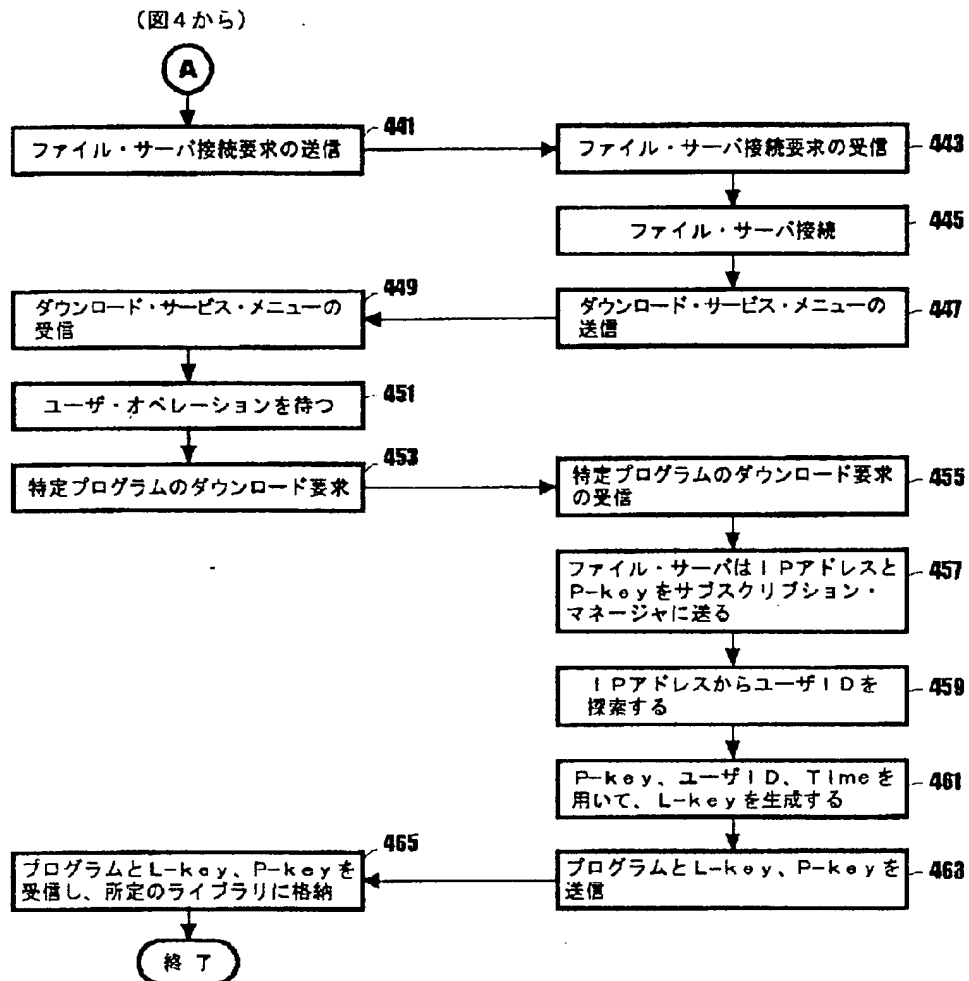 (図4から)
A
441
ファイル・サーバ接続要求の送信
443
ファイル・サーバ接続要求の受信
445
ファイル・サーバ接続
447
ダウンロード・サービス・メニューの
送信
449
ダウンロード・サービス・メニューの
受信
451
ユーザ・オペレーションを待つ
453
特定プログラムのダウンロード要求
455
特定プログラムのダウンロード要求
の受信
457
ファイル・サーバはIPアドレスと
P-keyをサブスクリプション・
マネージャに送る
459
IPアドレスからユーザIDを
探索する
461
P-key、ユーザID、Timeを
用いて、L-keyを生成する
463
プログラムとL-key、P-keyを
送信
465
プログラムとL-key、P-keyを
受信し、所定のライブラリに格納
終了